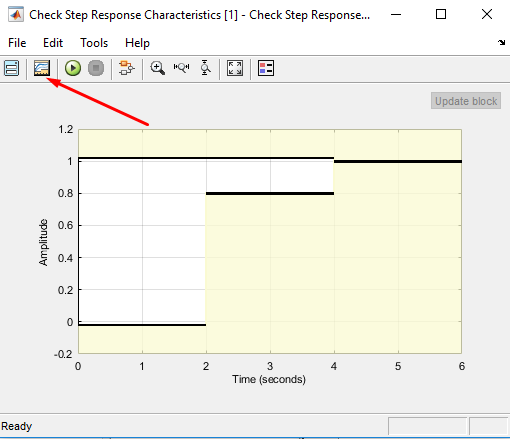 Check Step Response Characteristics [1] - Check Step Response...
File Edit Tools Help
Update block
1.2
1
0.8
0.6
0.4
0.2
0
-0.2
Amplitude
0 1 2 3 4 5 6
Time (seconds)
Ready